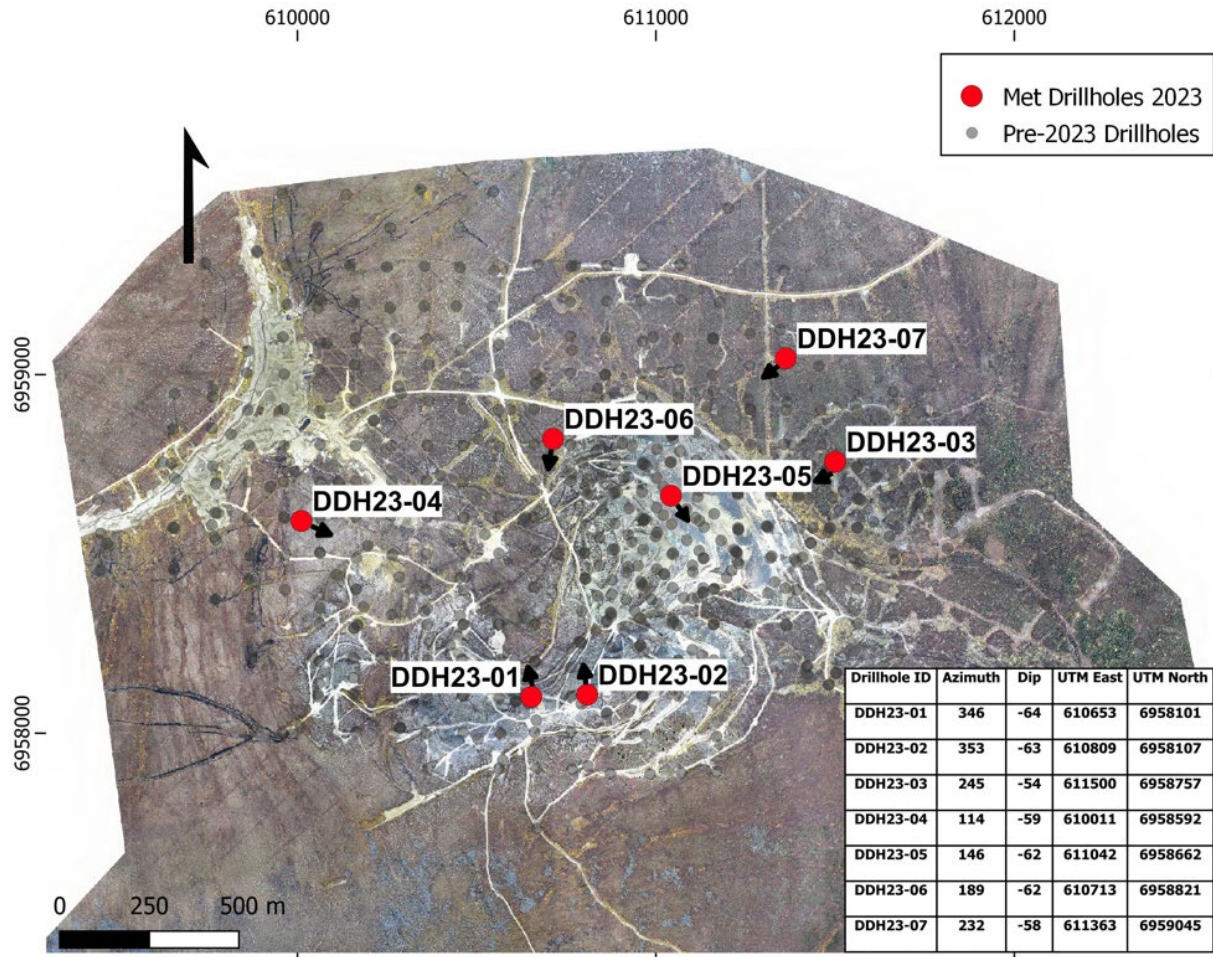 610000 611000 612000
Met Drillholes 2023
Pre-2023 Drillholes
DDH23-07
6959000
DDH23-06
DDH23-03
DDH23-05
DDH23-04
DDH23-01
DDH23-02
6958000
Drillhole ID Azimuth Dip UTM East UTM North
DDH23-01 346 -64 610653 6958101
DDH23-02 353 -63 610809 6958107
DDH23-03 245 -54 611500 6958757
DDH23-04 114 -59 610011 6958592
DDH23-05 146 -62 611042 6958662
DDH23-06 189 -62 610713 6958821
DDH23-07 232 -58 611363 6959045
0 250 500 m